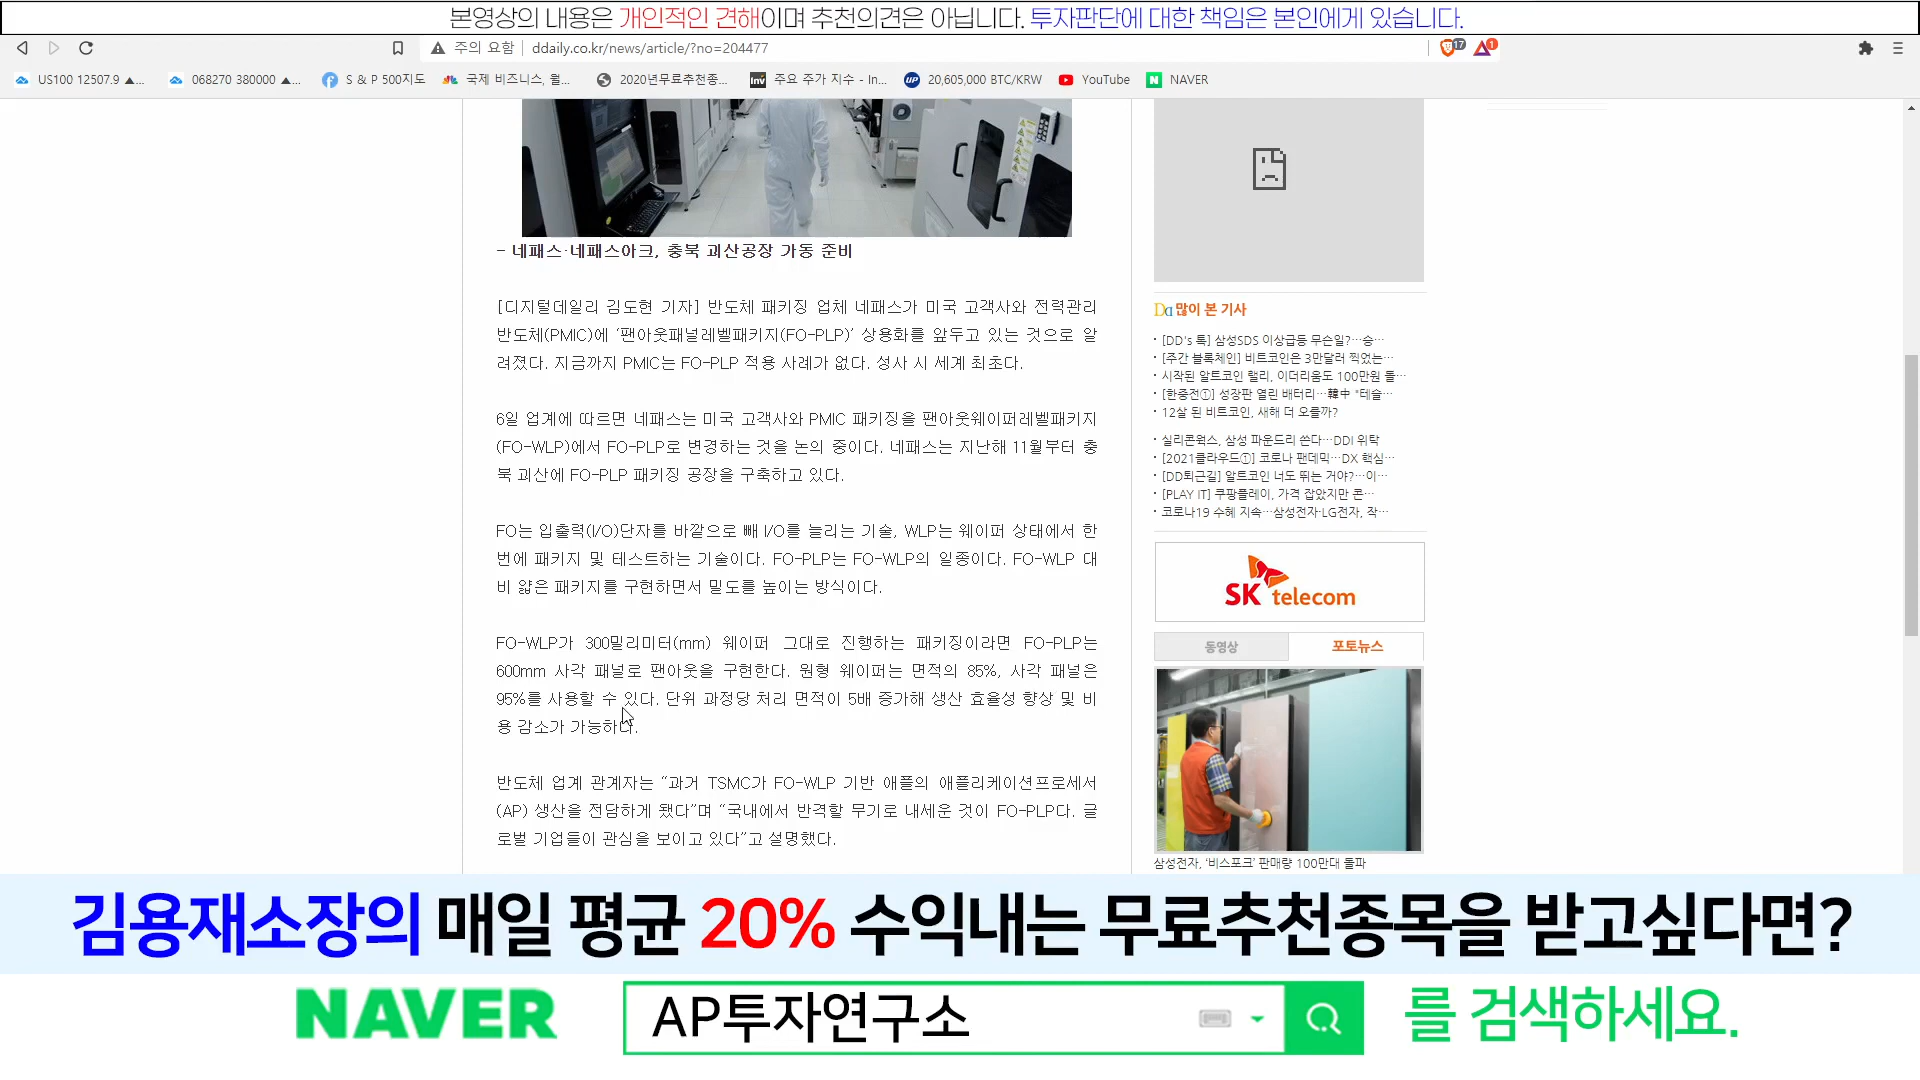 본영상의 내용은 개인적인 견해이며 추천의견은 아닙니다. 투자판단에 대한 책임은 본인에게 있습니다.
주의 요함 ddaily.co.kr/news/article/?no=204477
17
1
US100 12507.9 ▲...
068270 380000 ▲...
S & P 500지도
국제 비즈니스, 월...
2020년무료추천종...
Inv 주요 주가 지수 - In...
UP 20,605,000 BTC/KRW
YouTube
N NAVER
- 네패스·네패스아크, 충북 괴산공장 가동 준비
[디지털데일리 김도현 기자] 반도체 패키징 업체 네패스가 미국 고객사와 전력관리
반도체(PMIC)에 ‘팬아웃패널레벨패키지(FO-PLP)’ 상용화를 앞두고 있는 것으로 알
려졌다. 지금까지 PMIC는 FO-PLP 적용 사례가 없다. 성사 시 세계 최초다.
6일 업계에 따르면 네패스는 미국 고객사와 PMIC 패키징을 팬아웃웨이퍼레벨패키지
(FO-WLP)에서 FO-PLP로 변경하는 것을 논의 중이다. 네패스는 지난해 11월부터 충
북 괴산에 FO-PLP 패키징 공장을 구축하고 있다.
FO는 입출력(I/O)단자를 바깥으로 빼 I/O를 늘리는 기술, WLP는 웨이퍼 상태에서 한
번에 패키지 및 테스트하는 기술이다. FO-PLP는 FO-WLP의 일종이다. FO-WLP 대
비 얇은 패키지를 구현하면서 밀도를 높이는 방식이다.
FO-WLP가 300밀리미터(mm) 웨이퍼 그대로 진행하는 패키징이라면 FO-PLP는
600mm 사각 패널로 팬아웃을 구현한다. 원형 웨이퍼는 면적의 85%, 사각 패널은
95%를 사용할 수 있다. 단위 과정당 처리 면적이 5배 증가해 생산 효율성 향상 및 비
용 감소가 가능하다.
반도체 업계 관계자는 “과거 TSMC가 FO-WLP 기반 애플의 애플리케이션프로세서
(AP) 생산을 전담하게 됐다”며 “국내에서 반격할 무기로 내세운 것이 FO-PLP다. 글
로벌 기업들이 관심을 보이고 있다”고 설명했다.
Da 많이 본 기사
· [DD's 톡] 삼성SDS 이상급등 무슨일?…승…
· [주간 블록체인] 비트코인은 3만달러 찍었는…
· 시작된 알트코인 랠리, 이더리움도 100만원 돌…
· [한중전①] 성장판 열린 배터리…韓中 "테슬…
· 12살 된 비트코인, 새해 더 오를까?
· 실리콘웍스, 삼성 파운드리 쓴다…DDI 위탁
· [2021클라우드①] 코로나 팬데믹…DX 핵심…
· [DD퇴근길] 알트코인 너도 뛰는 거야?…이…
· [PLAY IT] 쿠팡플레이, 가격 잡았지만 콘…
· 코로나19 수혜 지속…삼성전자·LG전자, 작…
SK telecom
동영상 포토뉴스
삼성전자, ‘비스포크’ 판매량 100만대 돌파
김용재소장의 매일 평균 20% 수익내는 무료추천종목을 받고싶다면?
NAVER AP투자연구소 를 검색하세요.